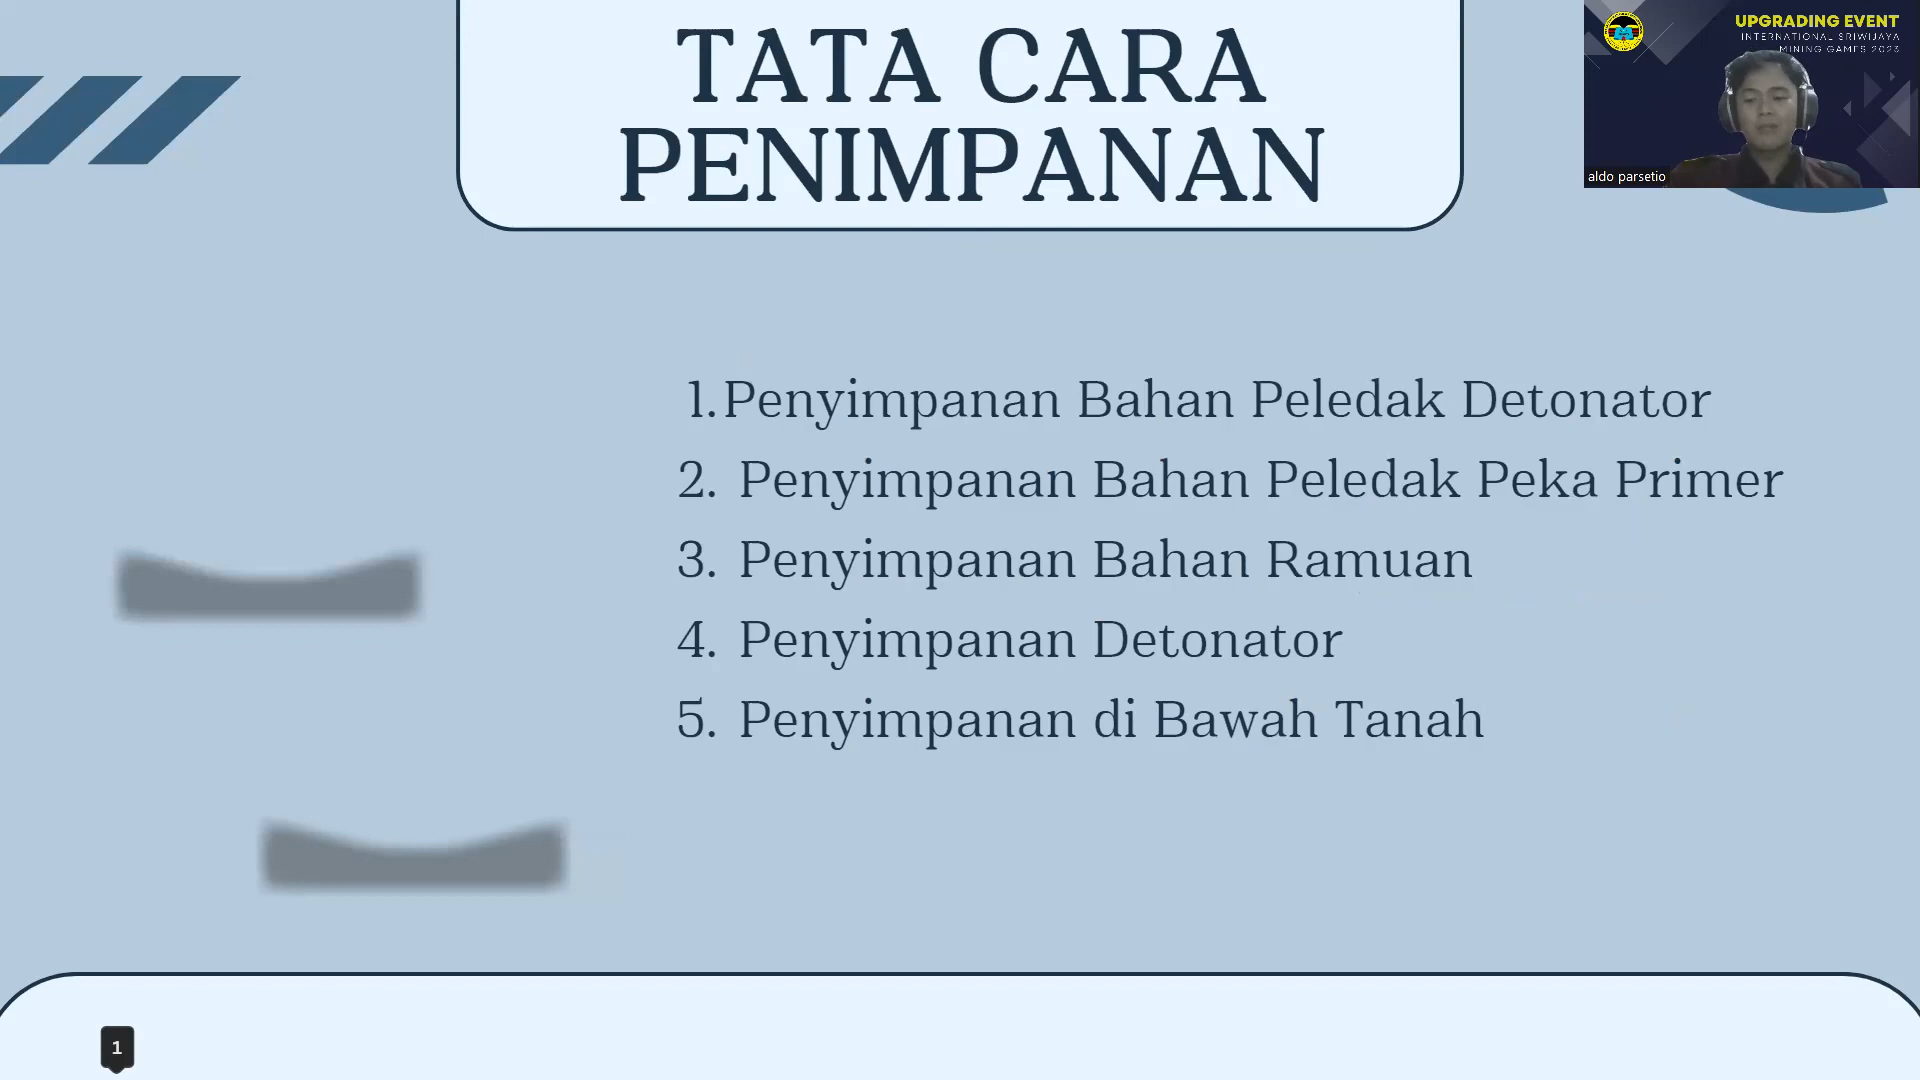 TATA CARA
PENIMPANAN
UPGRADING EVENT
INTERNATIONAL SRIWIJAYA
MINING GAMES 2023
aldo parsetio
1. Penyimpanan Bahan Peledak Detonator
2. Penyimpanan Bahan Peledak Peka Primer
3. Penyimpanan Bahan Ramuan
4. Penyimpanan Detonator
5. Penyimpanan di Bawah Tanah
1